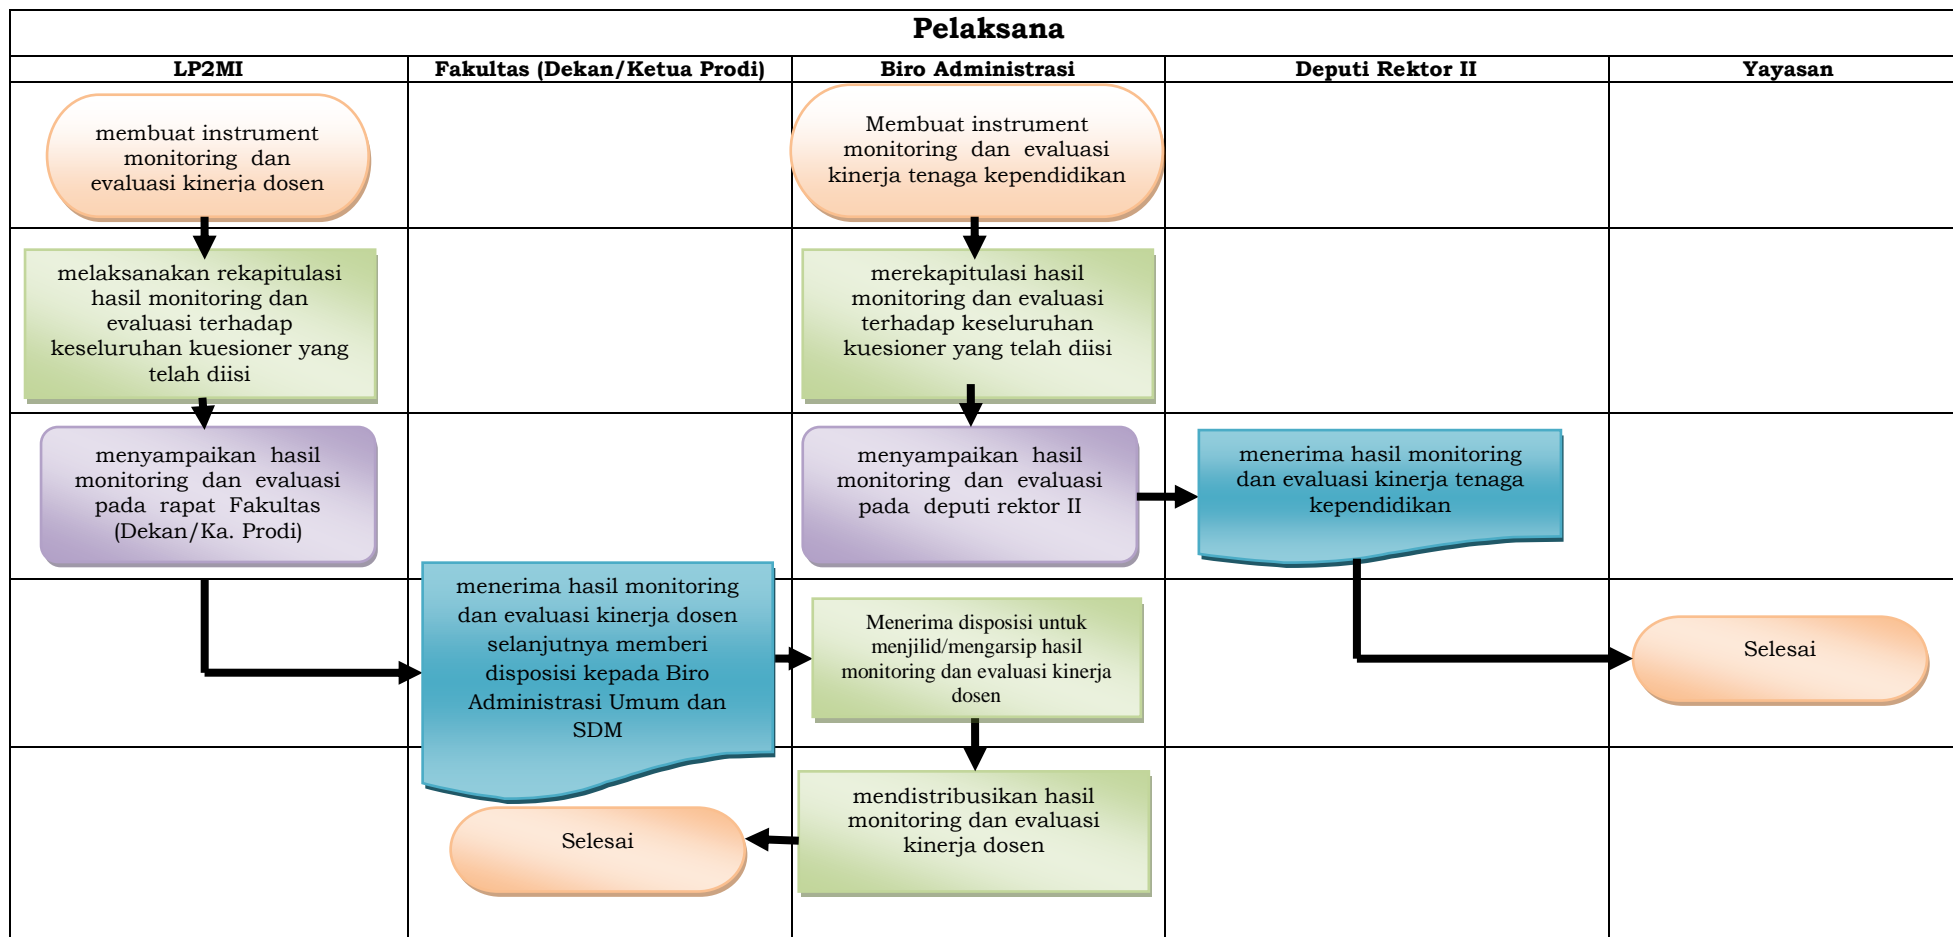 Pelaksana
LP2MI
Fakultas (Dekan/Ketua Prodi)
Biro Administrasi
Deputi Rektor II
Yayasan
membuat instrument
monitoring dan
evaluasi kinerja dosen
Membuat instrument
monitoring dan evaluasi
kinerja tenaga kependidikan
melaksanakan rekapitulasi
hasil monitoring dan
evaluasi terhadap
keseluruhan kuesioner yang
telah diisi
merekapitulasi hasil
monitoring dan evaluasi
terhadap keseluruhan
kuesioner yang telah diisi
menyampaikan hasil
monitoring dan evaluasi
pada rapat Fakultas
(Dekan/Ka. Prodi)
menyampaikan hasil
monitoring dan evaluasi
pada deputi rektor II
menerima hasil monitoring
dan evaluasi kinerja tenaga
kependidikan
menerima hasil monitoring
dan evaluasi kinerja dosen
selanjutnya memberi
disposisi kepada Biro
Administrasi Umum dan
SDM
Menerima disposisi untuk
menjilid/mengarsip hasil
monitoring dan evaluasi kinerja
dosen
Selesai
Selesai
mendistribusikan hasil
monitoring dan evaluasi
kinerja dosen